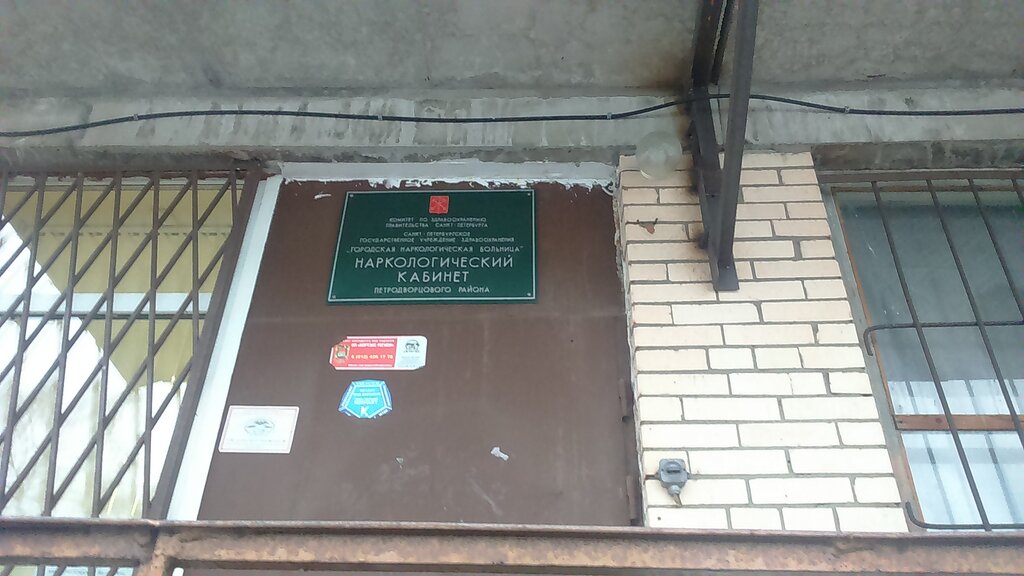 КОМИТЕТ ПО ЗДРАВООХРАНЕНИЮ
ПРАВИТЕЛЬСТВА САНКТ-ПЕТЕРБУРГА
САНКТ-ПЕТЕРБУРГСКОЕ
ГОСУДАРСТВЕННОЕ УЧРЕЖДЕНИЕ ЗДРАВООХРАНЕНИЯ
„ГОРОДСКАЯ НАРКОЛОГИЧЕСКАЯ БОЛЬНИЦА"
НАРКОЛОГИЧЕСКИЙ
КАБИНЕТ
ПЕТРОДВОРЦОВОГО РАЙОНА